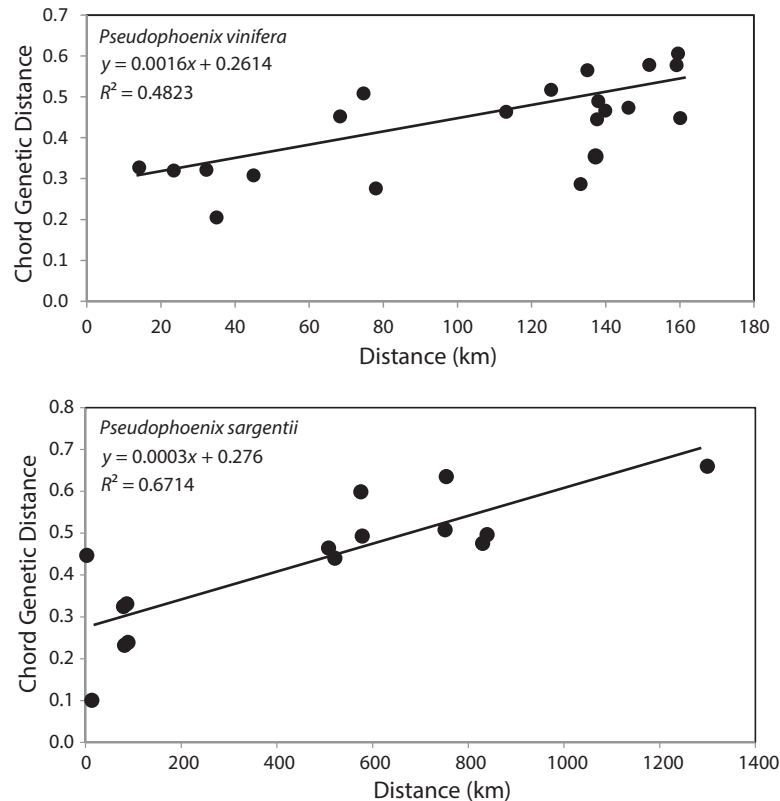 Pseudophoenix vinifera
y = 0.0016x + 0.2614
R² = 0.4823
Chord Genetic Distance
0.7
0.6
0.5
0.4
0.3
0.2
0.1
0.0
0 20 40 60 80 100 120 140 160 180
Distance (km)
Pseudophoenix sargentii
y = 0.0003x + 0.276
R² = 0.6714
Chord Genetic Distance
0.8
0.7
0.6
0.5
0.4
0.3
0.2
0.1
0.0
0 200 400 600 800 1000 1200 1400
Distance (km)